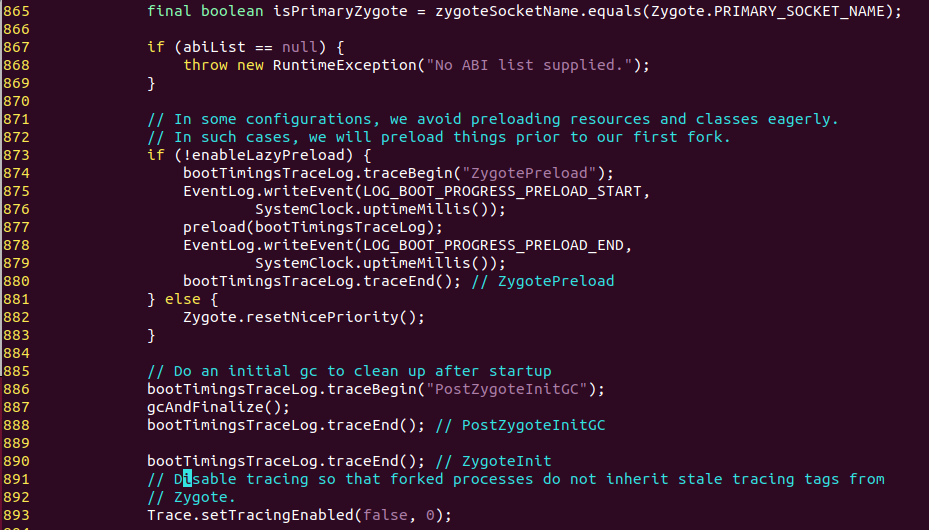 865             final boolean isPrimaryZygote = zygoteSocketName.equals(Zygote.PRIMARY_SOCKET_NAME);
866
867             if (abiList == null) {
868                 throw new RuntimeException("No ABI list supplied.");
869             }
870
871             // In some configurations, we avoid preloading resources and classes eagerly.
872             // In such cases, we will preload things prior to our first fork.
873             if (!enableLazyPreload) {
874                 bootTimingsTraceLog.traceBegin("ZygotePreload");
875                 EventLog.writeEvent(LOG_BOOT_PROGRESS_PRELOAD_START,
876                         SystemClock.uptimeMillis());
877                 preload(bootTimingsTraceLog);
878                 EventLog.writeEvent(LOG_BOOT_PROGRESS_PRELOAD_END,
879                         SystemClock.uptimeMillis());
880                 bootTimingsTraceLog.traceEnd(); // ZygotePreload
881             } else {
882                 Zygote.resetNicePriority();
883             }
884
885             // Do an initial gc to clean up after startup
886             bootTimingsTraceLog.traceBegin("PostZygoteInitGC");
887             gcAndFinalize();
888             bootTimingsTraceLog.traceEnd(); // PostZygoteInitGC
889
890             bootTimingsTraceLog.traceEnd(); // ZygoteInit
891             // Disable tracing so that forked processes do not inherit stale tracing tags from
892             // Zygote.
893             Trace.setTracingEnabled(false, 0);